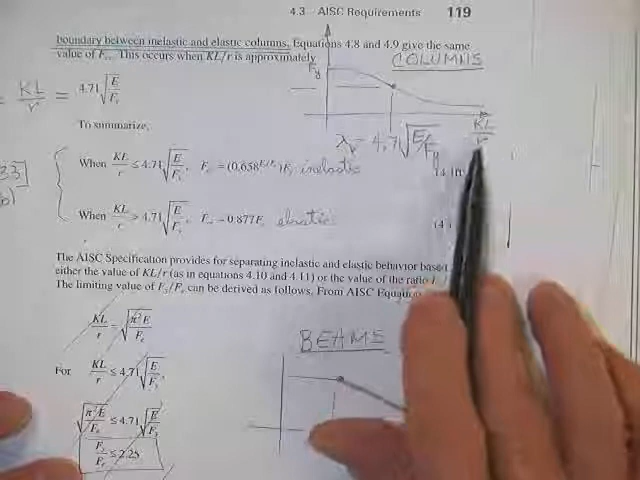 4.3 AISC Requirements 119
boundary between inelastic and elastic columns, Equations 4.8 and 4.9 give the same
value of F. This occurs when KL/r is approximately
COLUMNS
Fy
= KL/r = 4.71√E/Fy
KL/r
λr = 4.71√E/Fy
To summarize,
When KL/r ≤ 4.71√E/Fy, Fcr = (0.658^Fy/Fe)Fy inelastic
When KL/r > 4.71√E/Fy, Fcr = 0.877Fe elastic
The AISC Specification provides for separating inelastic and elastic behavior based
either the value of KL/r (as in equations 4.10 and 4.11) or the value of the ratio
The limiting value of Fy/Fe can be derived as follows. From AISC Equation
KL/r = √π²E/Fe
BEAMS
For KL/r ≤ 4.71√E/Fy,
√π²E/Fe ≤ 4.71√E/Fy
Fy/Fe ≤ 2.25